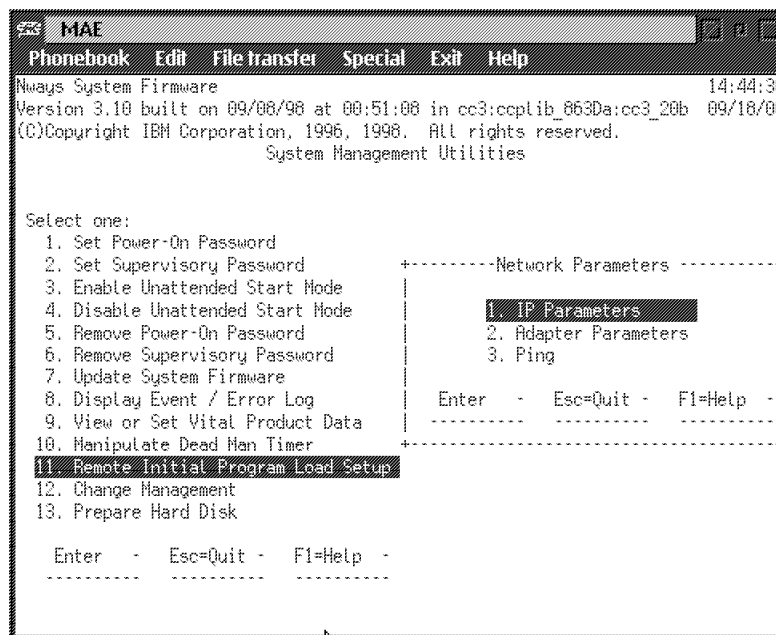 MAE
Phonebook Edit File transfer Special Exit Help
Nways System Firmware 14:44:3
Version 3.10 built on 09/08/98 at 00:51:08 in cc3:ccplib_863Da:cc3_20b 09/18/0
(C)Copyright IBM Corporation, 1996, 1998. All rights reserved.
System Management Utilities
Select one:
1. Set Power-On Password
2. Set Supervisory Password
3. Enable Unattended Start Mode
4. Disable Unattended Start Mode
5. Remove Power-On Password
6. Remove Supervisory Password
7. Update System Firmware
8. Display Event / Error Log
9. View or Set Vital Product Data
10. Manipulate Dead Man Timer
11. Remote Initial Program Load Setup
12. Change Management
13. Prepare Hard Disk
Enter - Esc=Quit - F1=Help -
Network Parameters
1. IP Parameters
2. Adapter Parameters
3. Ping
Enter - Esc=Quit - F1=Help -